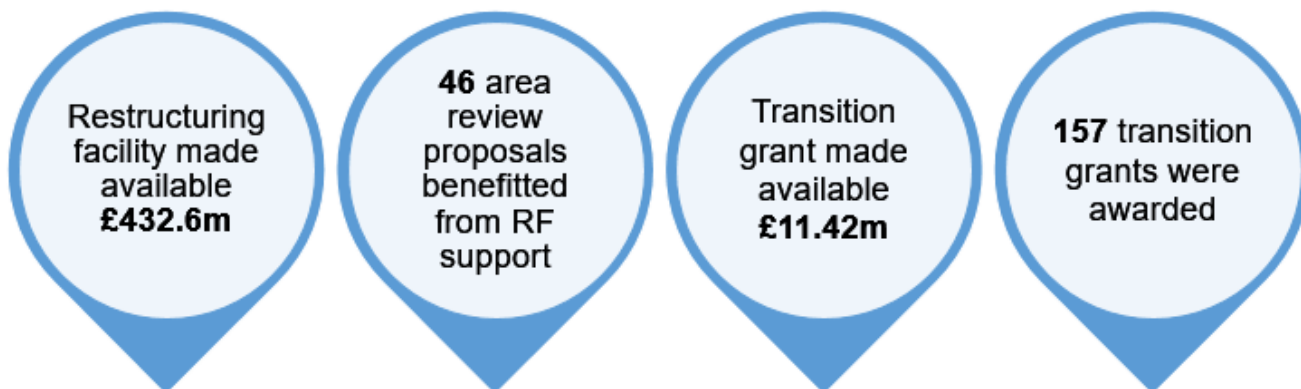 Restructuring
facility made
available
£432.6m
46 area
review
proposals
benefitted
from RF
support
Transition
grant made
available
£11.42m
157 transition
grants were
awarded